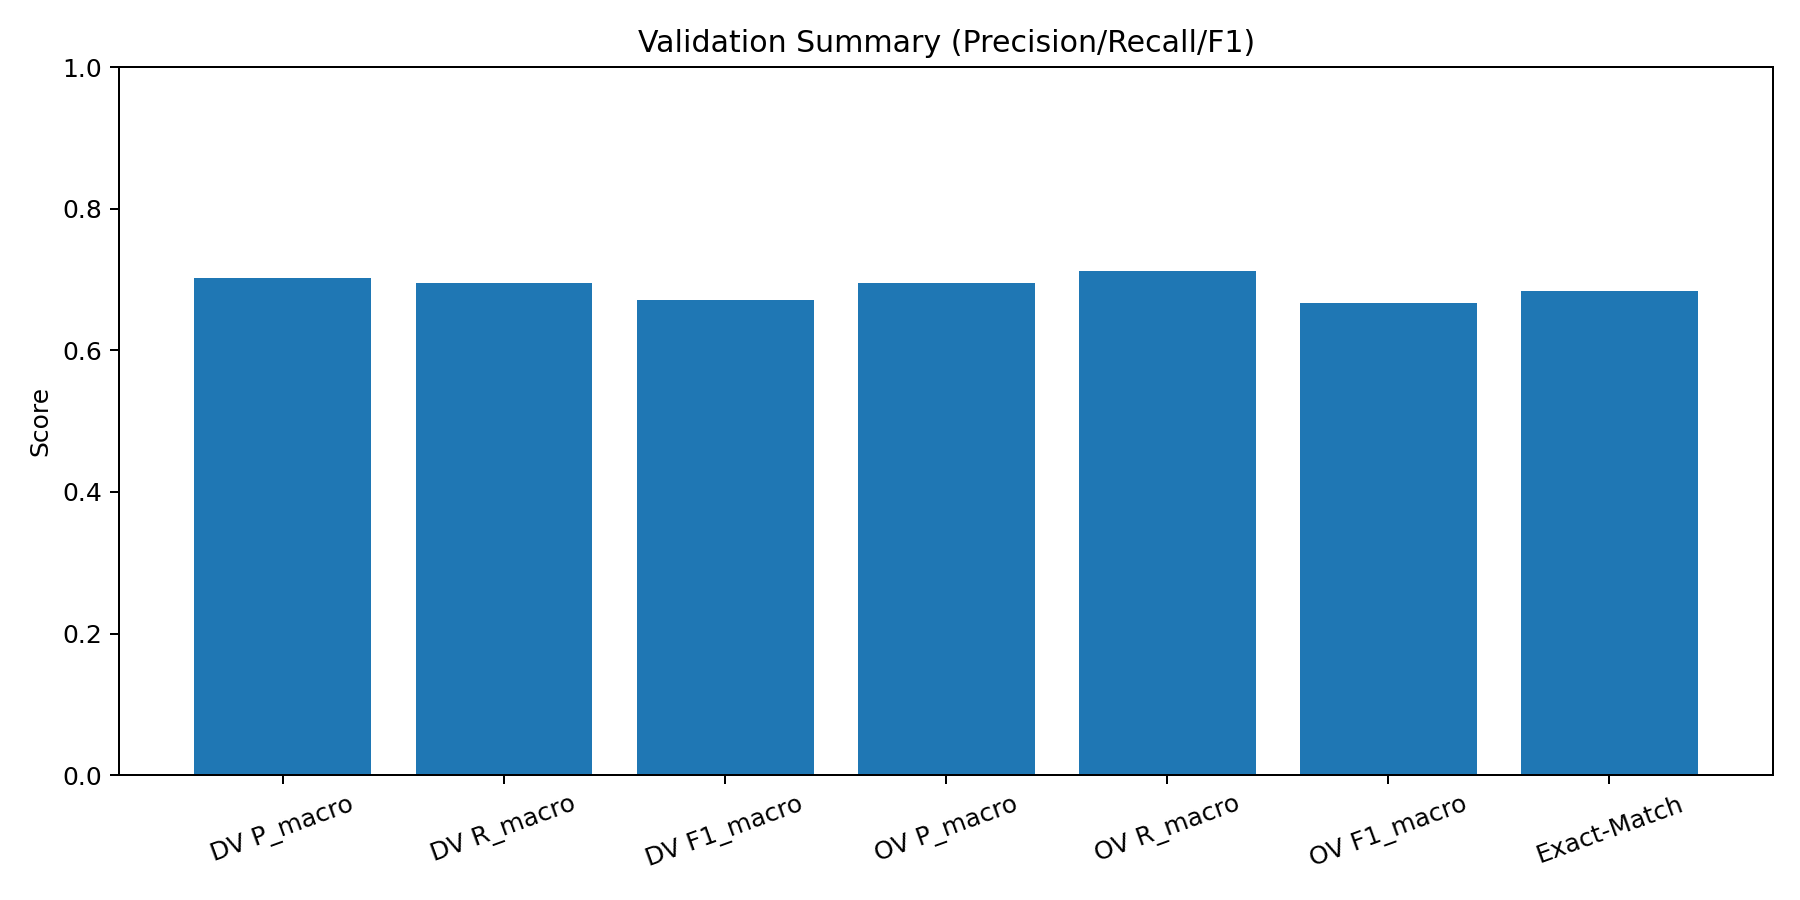 Validation Summary (Precision/Recall/F1)
1.0
0.8
0.6
0.4
0.2
0.0
Score
DV P_macro
DV R_macro
DV F1_macro
OV P_macro
OV R_macro
OV F1_macro
Exact-Match